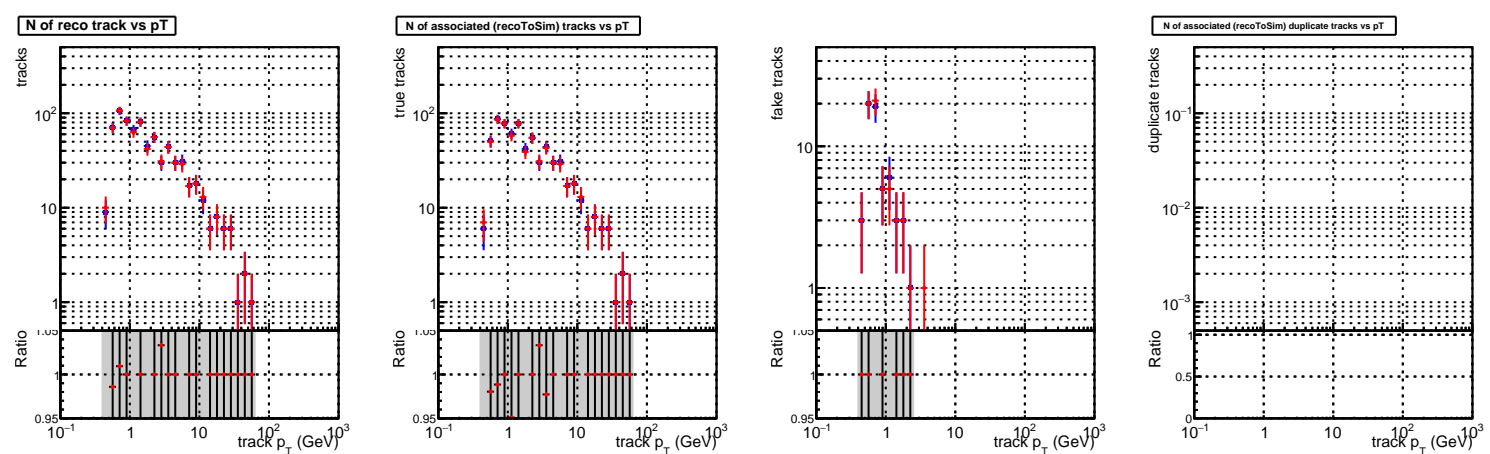 N of reco track vs pT
tracks
10²
10
1
1.05
Ratio
1
0.95
10⁻¹ 1 10 10² 10³
track p_T (GeV)
N of associated (recoToSim) tracks vs pT
true tracks
10²
10
1
1.05
Ratio
1
0.95
10⁻¹ 1 10 10² 10³
track p_T (GeV)
fake tracks
10
1
1.05
Ratio
1
0.95
10⁻¹ 1 10 10² 10³
track p_T (GeV)
N of associated (recoToSim) duplicate tracks vs pT
duplicate tracks
10⁻¹
10⁻²
10⁻³
Ratio
1
0.5
0
10⁻¹ 1 10 10² 10³
track p_T (GeV)